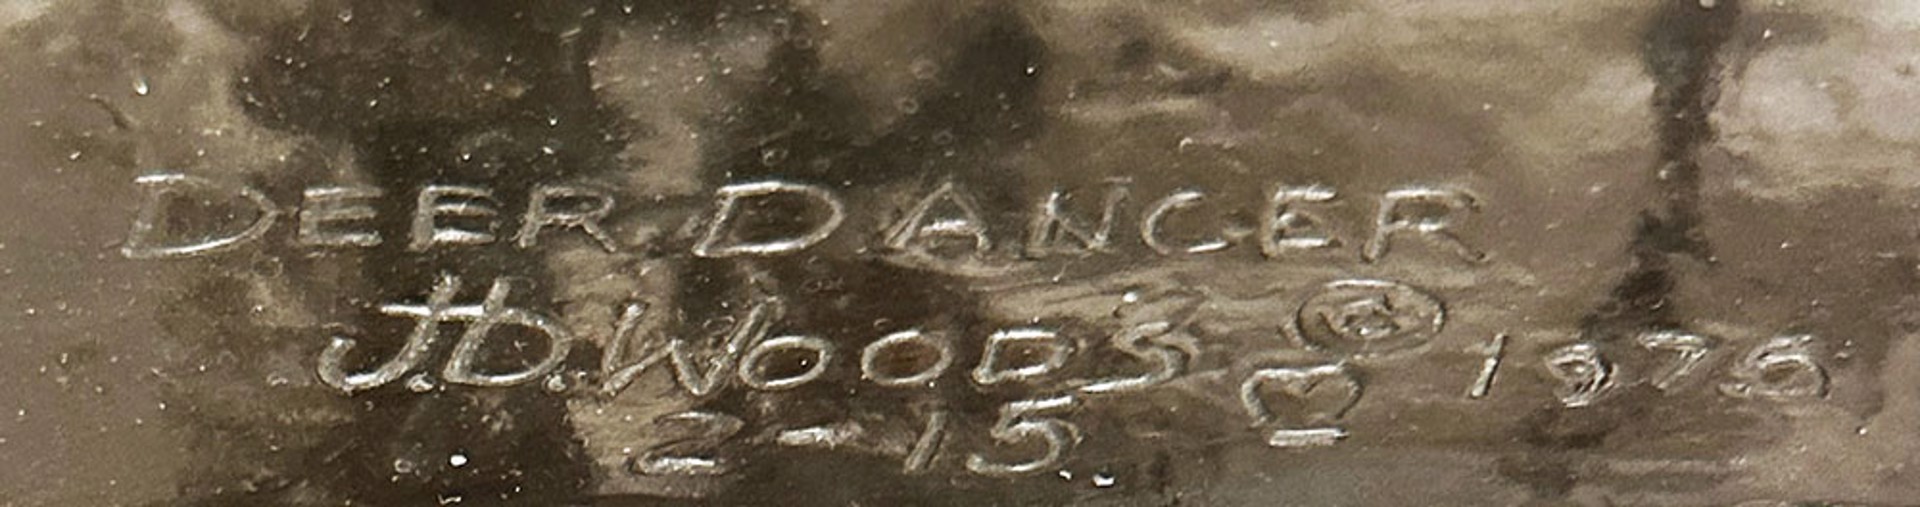 DEER DANCER
J.D. WOODS © 1976
2-15